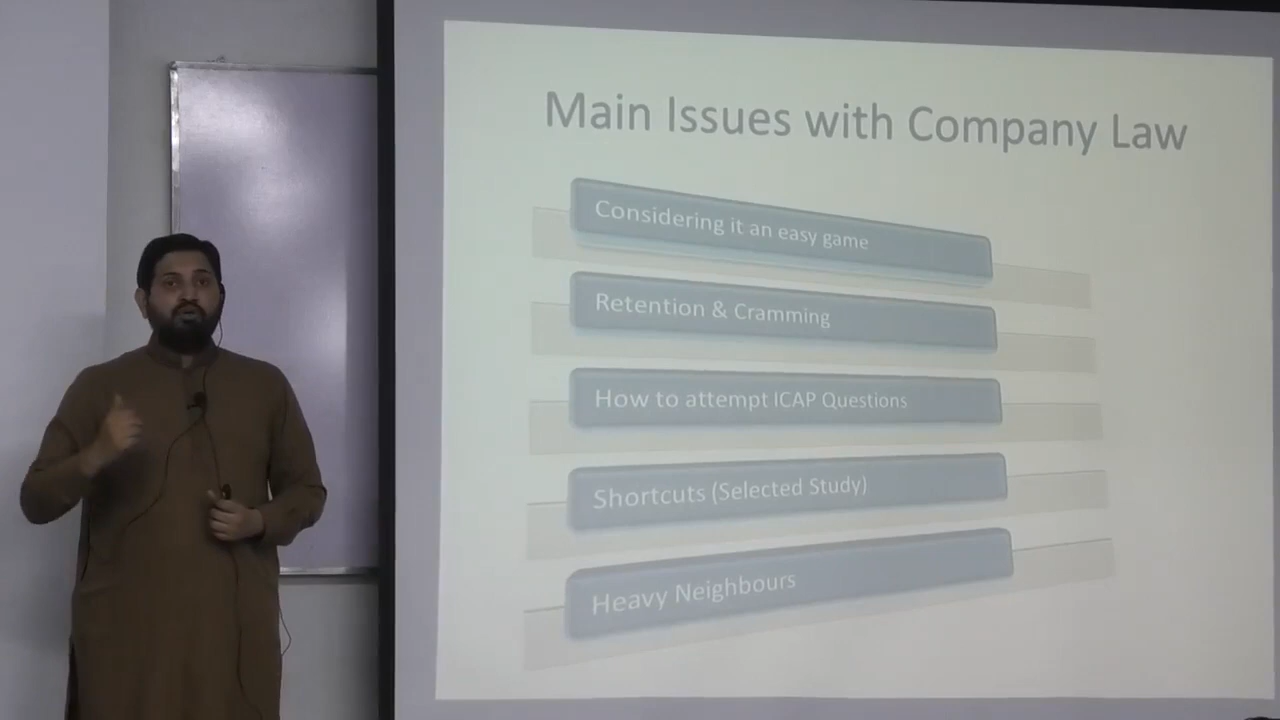 Main Issues with Company Law
Considering it an easy game
Retention & Cramming
How to attempt ICAP Questions
Shortcuts (Selected Study)
Heavy Neighbours